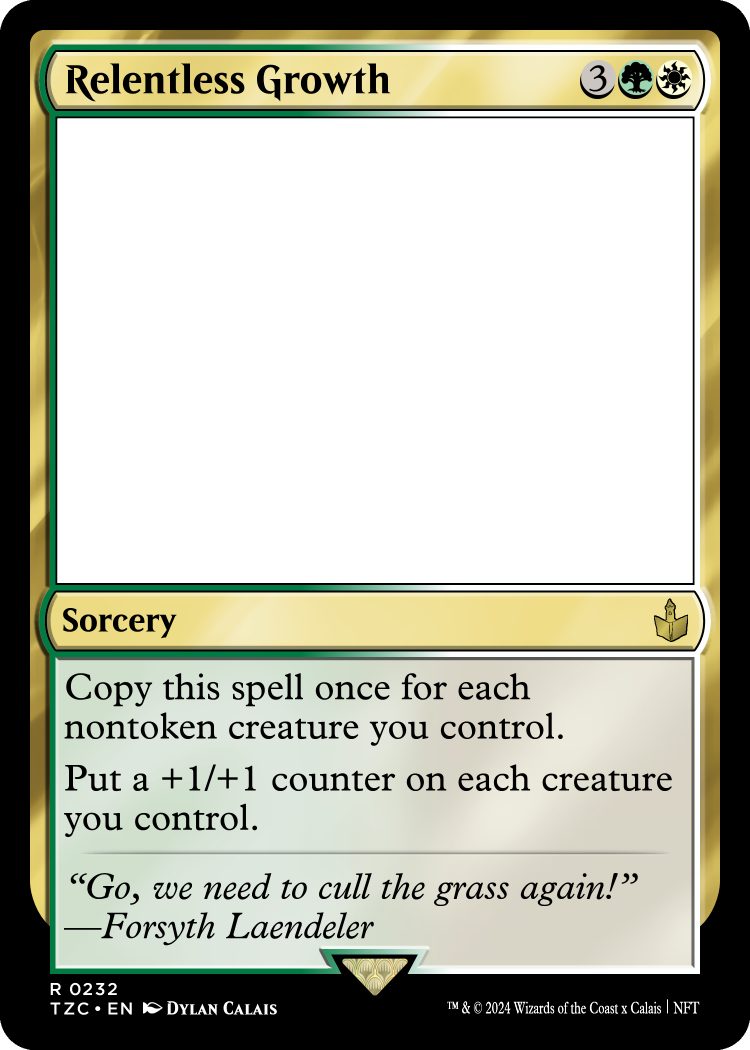 Relentless Growth 3
Sorcery
Copy this spell once for each
nontoken creature you control.
Put a +1/+1 counter on each creature
you control.
“Go, we need to cull the grass again!”
—Forsyth Laendeler
R 0232
TZC • EN Dylan Calais
™ & © 2024 Wizards of the Coast x Calais | NFT